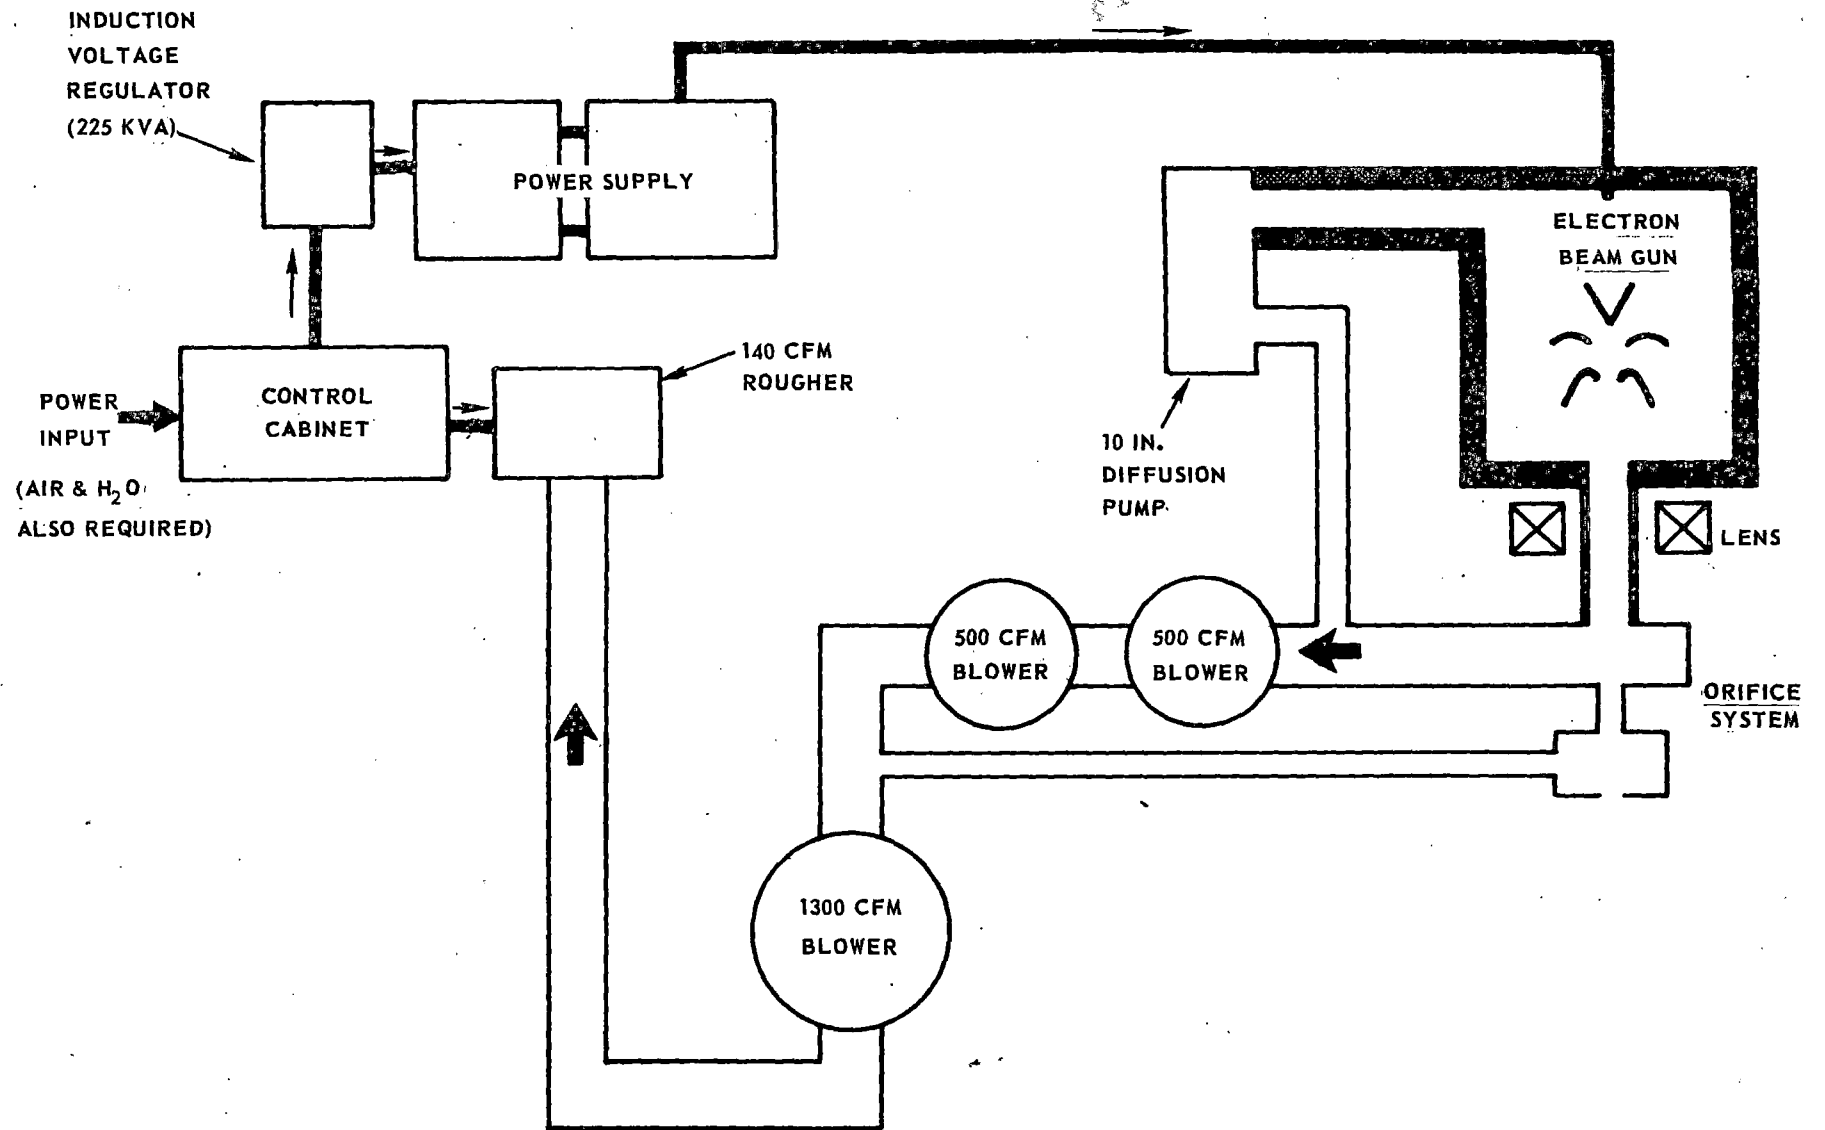 INDUCTION
VOLTAGE
REGULATOR
(225 KVA)
POWER SUPPLY
ELECTRON
BEAM GUN
140 CFM
ROUGHER
CONTROL
CABINET
POWER
INPUT
(AIR & H₂O
ALSO REQUIRED)
10 IN.
DIFFUSION
PUMP
LENS
500 CFM
BLOWER
500 CFM
BLOWER
ORIFICE
SYSTEM
1300 CFM
BLOWER